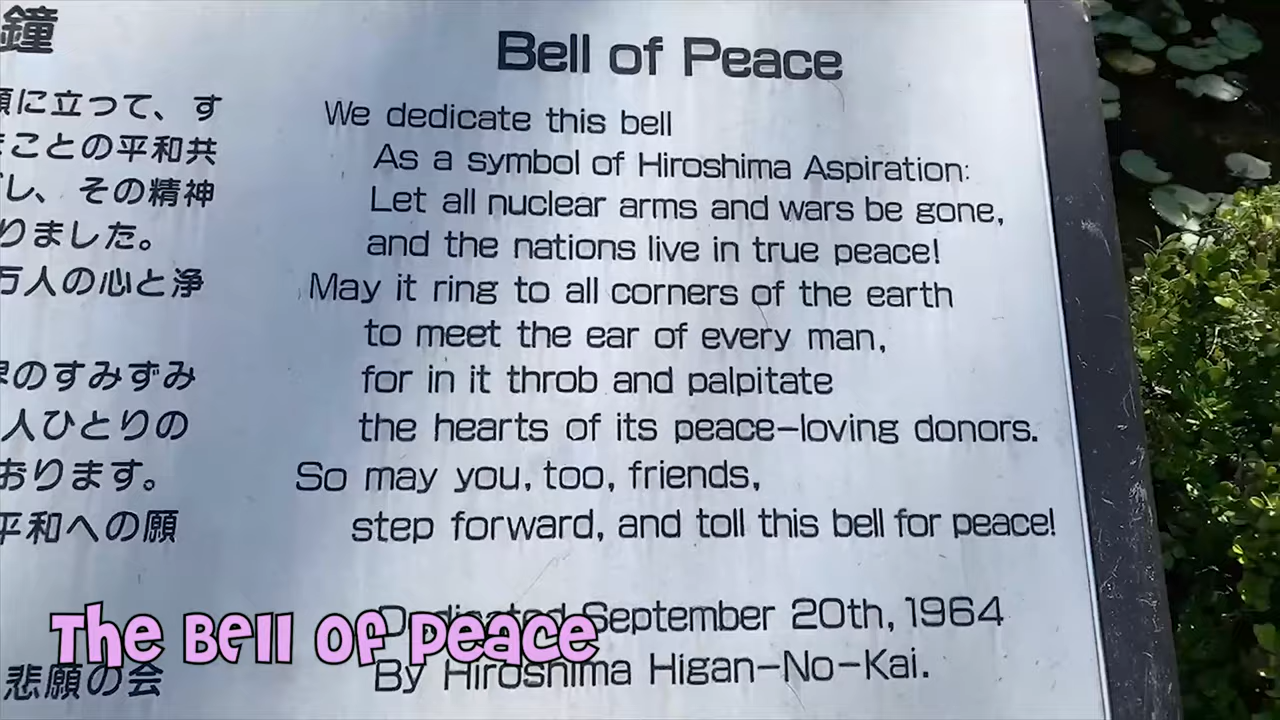 鐘
願に立つて、す
まことの平和共
し、その精神
りました。
万人の心と浄
界のすみずみ
人ひとりの
おります。
平和への願
悲願の会
Bell of Peace
We dedicate this bell
As a symbol of Hiroshima Aspiration:
Let all nuclear arms and wars be gone,
and the nations live in true peace!
May it ring to all corners of the earth
to meet the ear of every man,
for in it throb and palpitate
the hearts of its peace-loving donors.
So may you, too, friends,
step forward, and toll this bell for peace!
Dedicated September 20th, 1964
By Hiroshima Higan-No-Kai.
The Bell of Peace